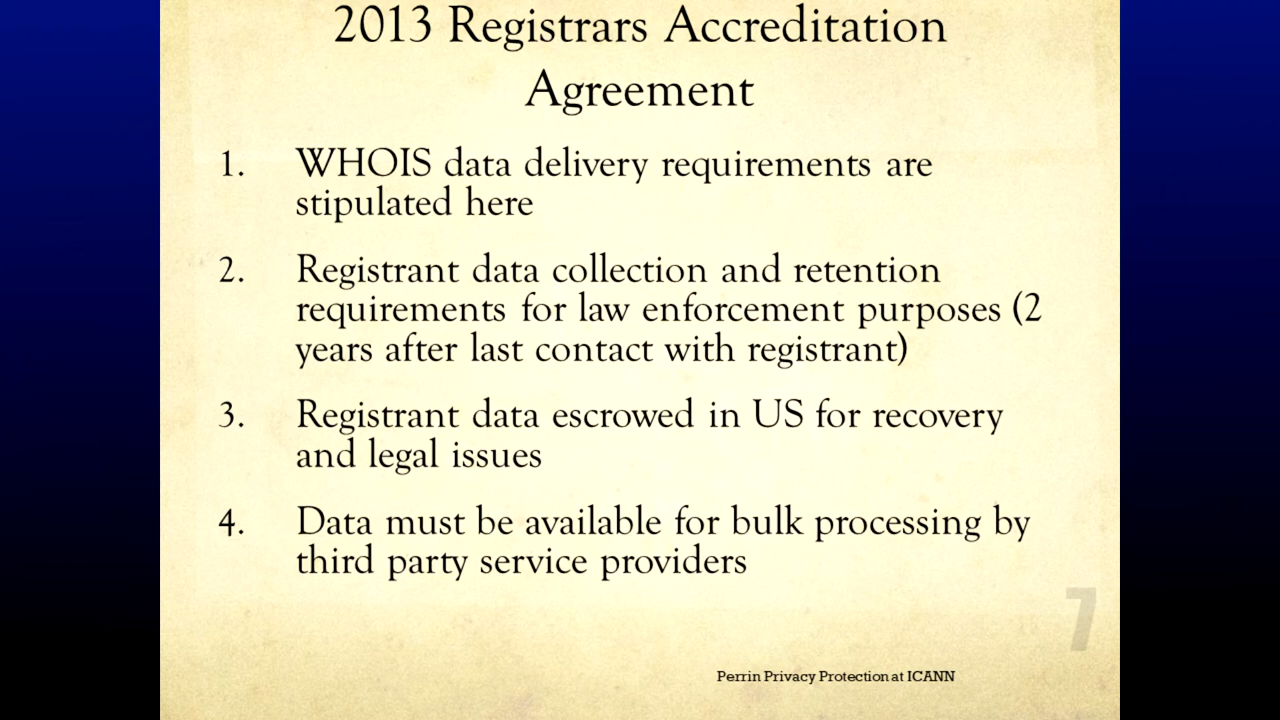 2013 Registrars Accreditation
Agreement
1. WHOIS data delivery requirements are
stipulated here
2. Registrant data collection and retention
requirements for law enforcement purposes (2
years after last contact with registrant)
3. Registrant data escrowed in US for recovery
and legal issues
4. Data must be available for bulk processing by
third party service providers
7
Perrin Privacy Protection at ICANN